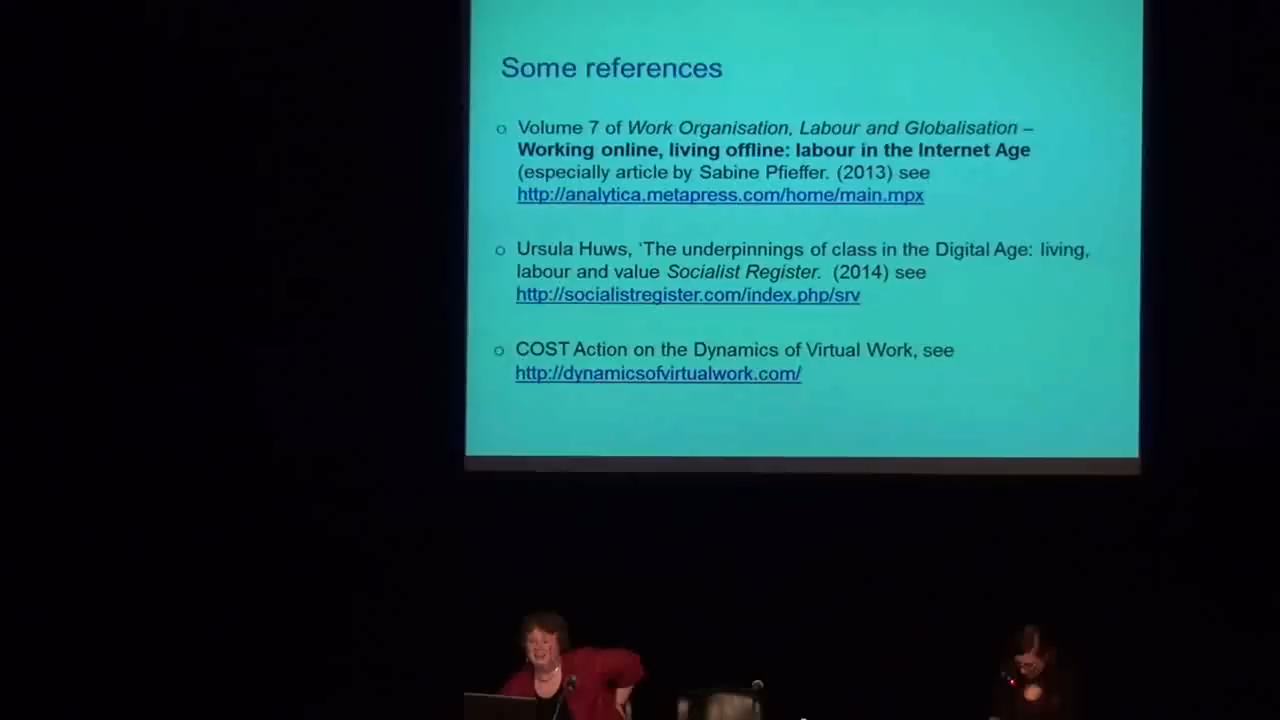 Some references
o Volume 7 of Work Organisation, Labour and Globalisation –
Working online, living offline: labour in the Internet Age
(especially article by Sabine Pfieffer. (2013) see
http://analytica.metapress.com/home/main.mpx
o Ursula Huws, ‘The underpinnings of class in the Digital Age: living,
labour and value Socialist Register. (2014) see
http://socialistregister.com/index.php/srv
o COST Action on the Dynamics of Virtual Work, see
http://dynamicsofvirtualwork.com/